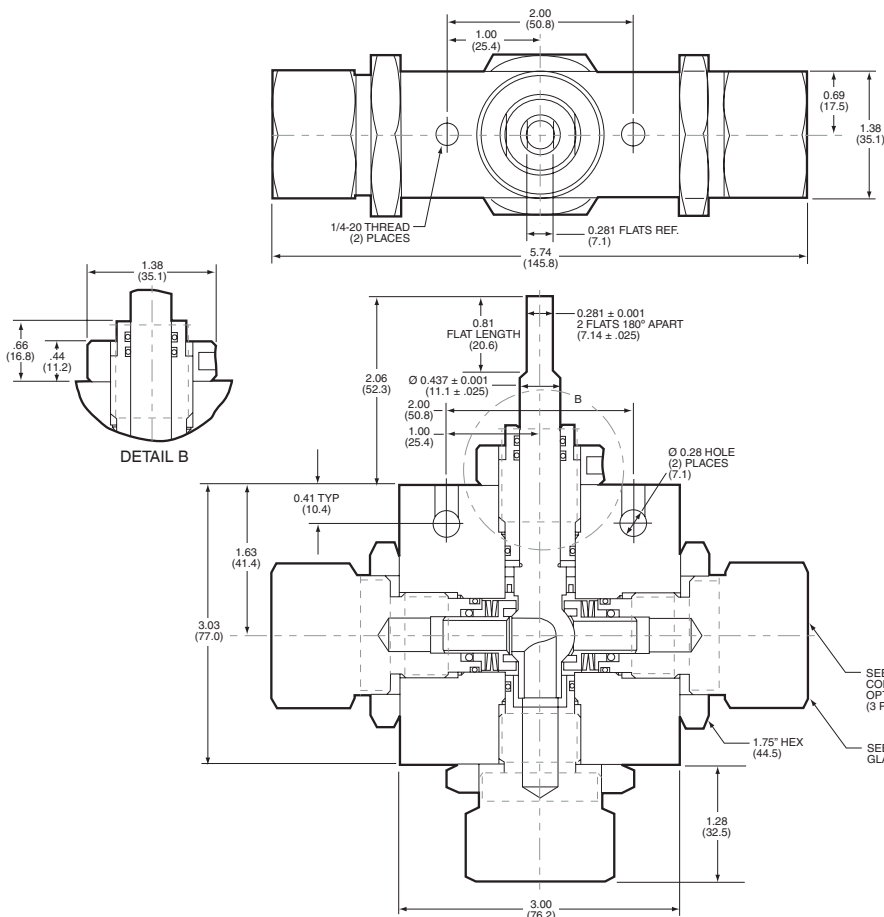 2.00
(50.8)
1.00
(25.4)
0.69
(17.5)
1.38
(35.1)
1/4-20 THREAD
(2) PLACES
0.281 FLATS REF.
(7.1)
5.74
(145.8)
1.38
(35.1)
.66
(16.8)
.44
(11.2)
DETAIL B
0.81
FLAT LENGTH
(20.6)
0.281 ± 0.001
2 FLATS 180° APART
(7.14 ± .025)
2.06
(52.3)
Ø 0.437 ± 0.001
(11.1 ± .025)
2.00
(50.8)
B
1.00
(25.4)
Ø 0.28 HOLE
(2) PLACES
(7.1)
0.41 TYP
(10.4)
1.63
(41.4)
3.03
(77.0)
SEE
(3
SEE
1.75" HEX
(44.5)
1.28
(32.5)
3.00
(76.2)